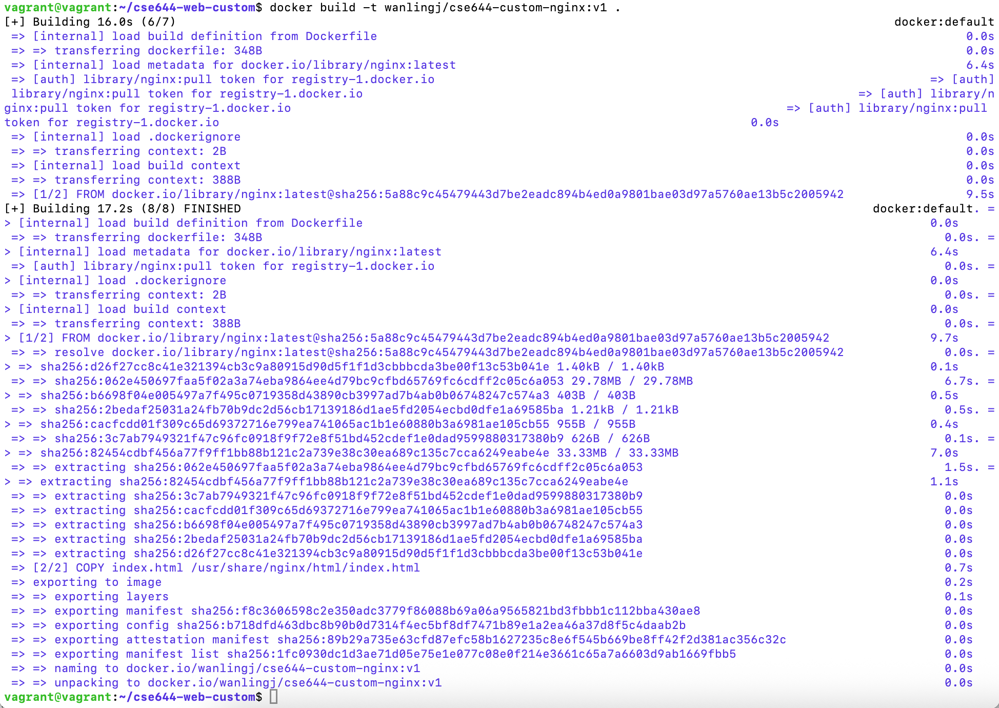 vagrant@vagrant:~/cse644-web-custom$ docker build -t wanlingj/cse644-custom-nginx:v1 .
[+] Building 16.0s (6/7) docker:default
=> [internal] load build definition from Dockerfile 0.0s
=> => transferring dockerfile: 348B 0.0s
=> [internal] load metadata for docker.io/library/nginx:latest 6.4s
=> [auth] library/nginx:pull token for registry-1.docker.io => [auth]
library/nginx:pull token for registry-1.docker.io => [auth] library/n
ginx:pull token for registry-1.docker.io => [auth] library/nginx:pull
token for registry-1.docker.io 0.0s
=> [internal] load .dockerignore 0.0s
=> => transferring context: 2B 0.0s
=> [internal] load build context 0.0s
=> => transferring context: 388B 0.0s
=> [1/2] FROM docker.io/library/nginx:latest@sha256:5a88c9c45479443d7be2eadc894b4ed0a9801bae03d97a5760ae13b5c2005942 9.5s
[+] Building 17.2s (8/8) FINISHED docker:default. =
> [internal] load build definition from Dockerfile 0.0s
=> => transferring dockerfile: 348B 0.0s. =
> [internal] load metadata for docker.io/library/nginx:latest 6.4s
=> [auth] library/nginx:pull token for registry-1.docker.io 0.0s. =
> [internal] load .dockerignore 0.0s
=> => transferring context: 2B 0.0s. =
> [internal] load build context 0.0s
=> => transferring context: 388B 0.0s. =
> [1/2] FROM docker.io/library/nginx:latest@sha256:5a88c9c45479443d7be2eadc894b4ed0a9801bae03d97a5760ae13b5c2005942 9.7s
=> => resolve docker.io/library/nginx:latest@sha256:5a88c9c45479443d7be2eadc894b4ed0a9801bae03d97a5760ae13b5c2005942 0.0s. =
> => sha256:d26f27cc8c41e321394cb3c9a80915d90d5f1f1d3cbbbcda3be00f13c53b041e 1.40kB / 1.40kB 0.1s
=> => sha256:062e450697faa5f02a3a74eba9864ee4d79bc9cfbd65769fc6cdff2c05c6a053 29.78MB / 29.78MB 6.7s. =
> => sha256:b6698f04e005497a7f495c0719358d43890cb3997ad7b4ab0b06748247c574a3 403B / 403B 0.5s
=> => sha256:2bedaf25031a24fb70b9dc2d56cb17139186d1ae5fd2054ecbd0dfe1a69585ba 1.21kB / 1.21kB 0.5s. =
> => sha256:cacfcdd01f309c65d69372716e799ea741065ac1b1e60880b3a6981ae105cb55 955B / 955B 0.4s
=> => sha256:3c7ab7949321f47c96fc0918f9f72e8f51bd452cdef1e0dad9599880317380b9 626B / 626B 0.1s. =
> => sha256:82454cdbf456a77f9ff1bb88b121c2a739e38c30ea689c135c7cca6249eabe4e 33.33MB / 33.33MB 7.0s
=> => extracting sha256:062e450697faa5f02a3a74eba9864ee4d79bc9cfbd65769fc6cdff2c05c6a053 1.5s. =
> => extracting sha256:82454cdbf456a77f9ff1bb88b121c2a739e38c30ea689c135c7cca6249eabe4e 1.1s
=> => extracting sha256:3c7ab7949321f47c96fc0918f9f72e8f51bd452cdef1e0dad9599880317380b9 0.0s
=> => extracting sha256:cacfcdd01f309c65d69372716e799ea741065ac1b1e60880b3a6981ae105cb55 0.0s
=> => extracting sha256:b6698f04e005497a7f495c0719358d43890cb3997ad7b4ab0b06748247c574a3 0.0s
=> => extracting sha256:2bedaf25031a24fb70b9dc2d56cb17139186d1ae5fd2054ecbd0dfe1a69585ba 0.0s
=> => extracting sha256:d26f27cc8c41e321394cb3c9a80915d90d5f1f1d3cbbbcda3be00f13c53b041e 0.0s
=> [2/2] COPY index.html /usr/share/nginx/html/index.html 0.7s
=> exporting to image 0.2s
=> => exporting layers 0.1s
=> => exporting manifest sha256:f8c3606598c2e350adc3779f86088b69a06a9565821bd3fbbb1c112bba430ae8 0.0s
=> => exporting config sha256:b718dfd463dbc8b90b0d7314f4ec5bf8df7471b89e1a2ea46a37d8f5c4daab2b 0.0s
=> => exporting attestation manifest sha256:89b29a735e63cfd87efc58b1627235c8e6f545b669be8ff42f2d381ac356c32c 0.0s
=> => exporting manifest list sha256:1fc0930dc1d3ae71d05e75e1e077c08e0f214e3661c65a7a6603d9ab1669fbb5 0.0s
=> => naming to docker.io/wanlingj/cse644-custom-nginx:v1 0.0s
=> => unpacking to docker.io/wanlingj/cse644-custom-nginx:v1 0.0s
vagrant@vagrant:~/cse644-web-custom$